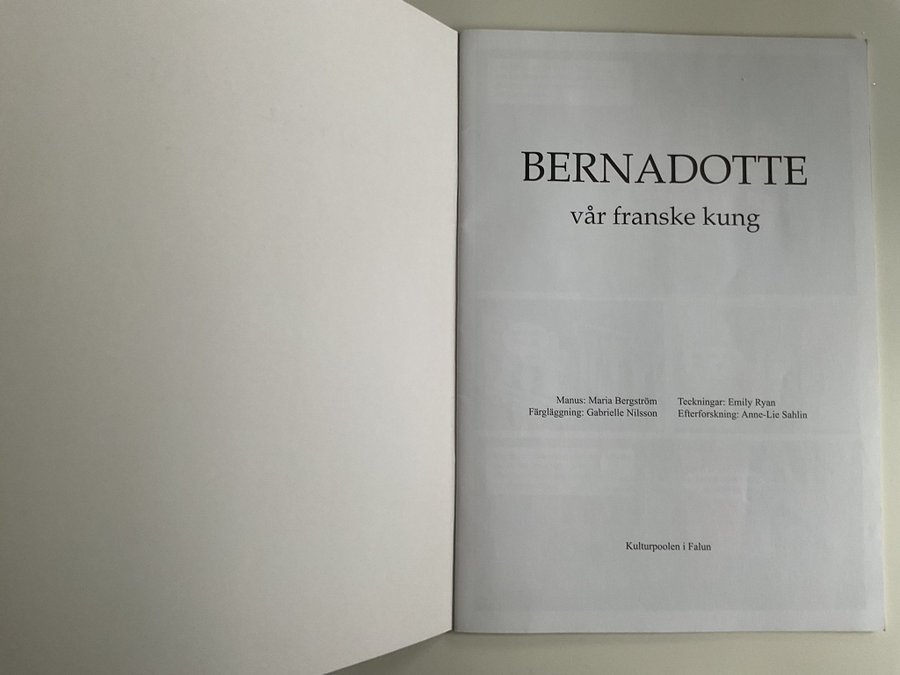 BERNADOTTE
vår franske kung
Manus: Maria Bergström
Färgläggning: Gabrielle Nilsson
Teckningar: Emily Ryan
Efterforskning: Anne-Lie Sahlin
Kulturpoolen i Falun